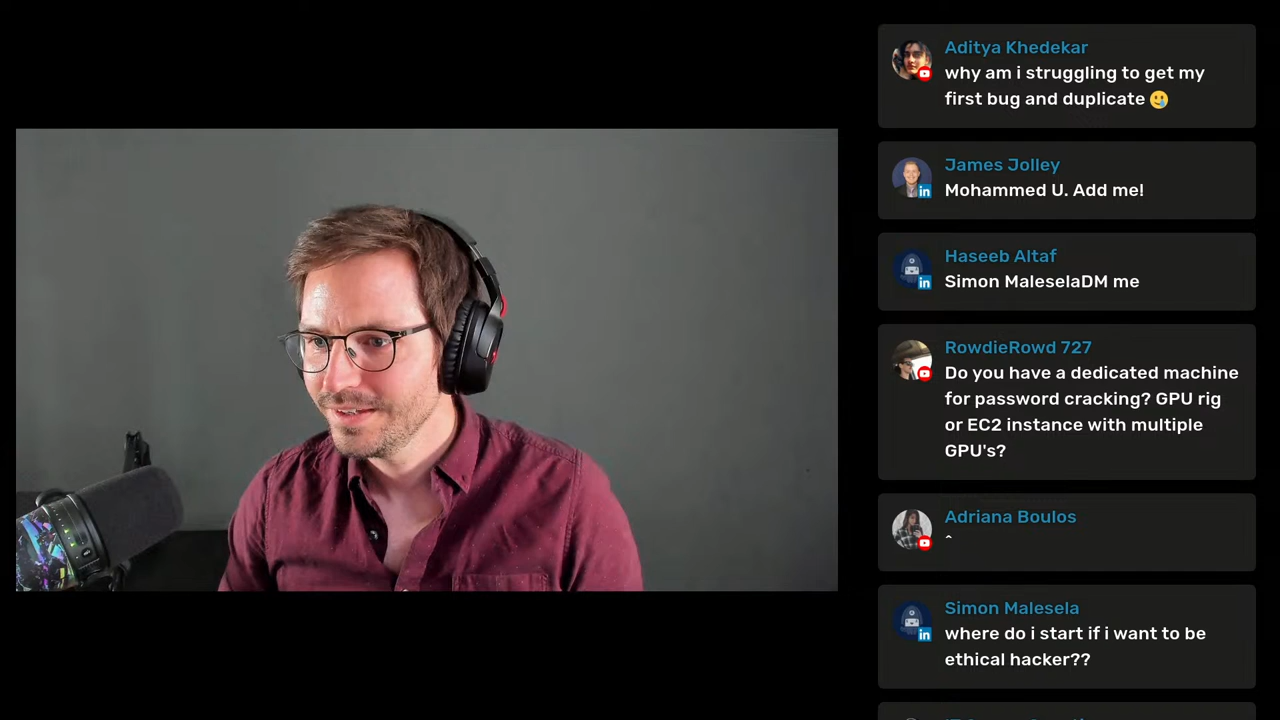 Aditya Khedekar
why am i struggling to get my
first bug and duplicate 🥲
James Jolley
Mohammed U. Add me!
Haseeb Altaf
Simon MaleselaDM me
RowdieRowd 727
Do you have a dedicated machine
for password cracking? GPU rig
or EC2 instance with multiple
GPU's?
Adriana Boulos
^
Simon Malesela
where do i start if i want to be
ethical hacker??